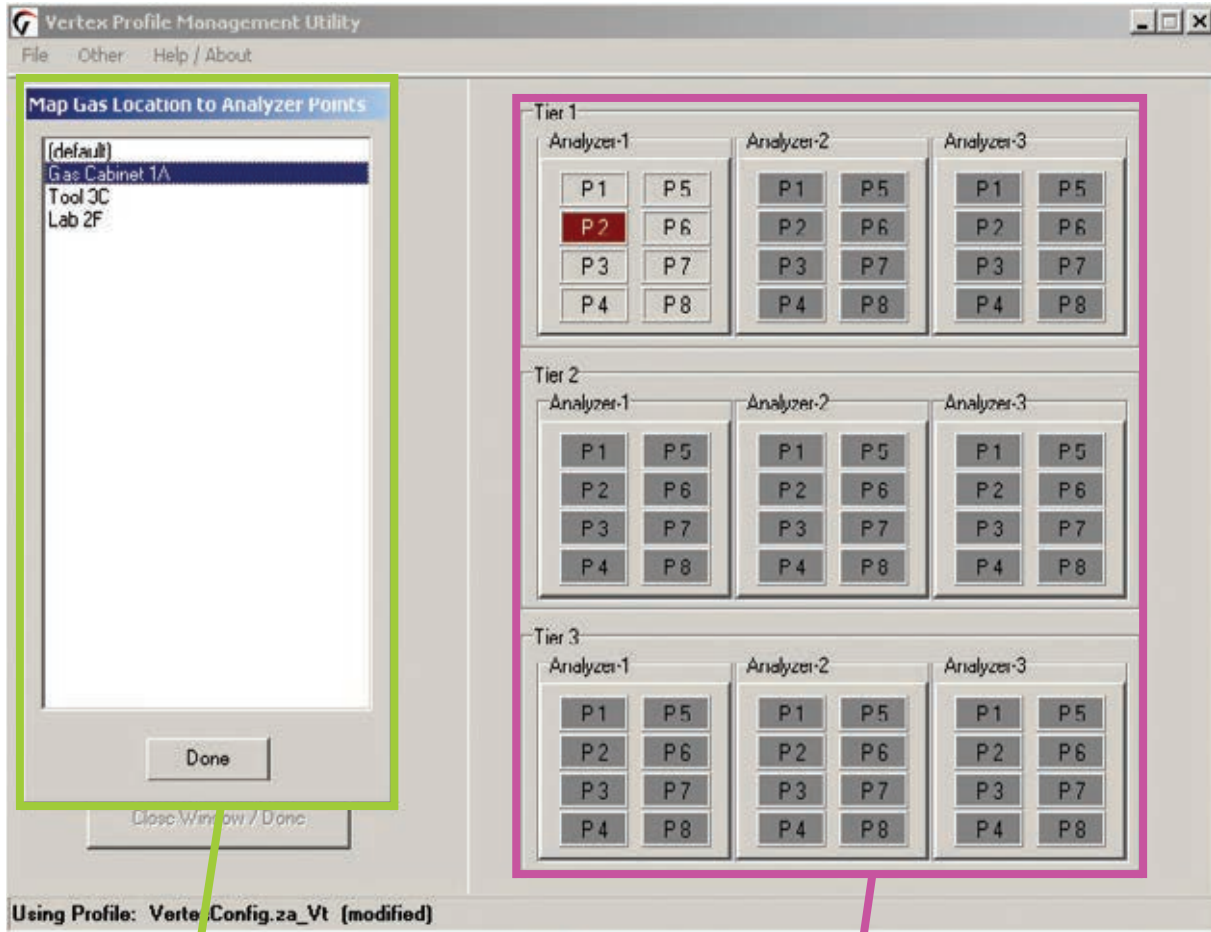 Vertex Profile Management Utility
File Other Help / About
Map Gas Location to Analyzer Points
(default)
Gas Cabinet 1A
Tool 3C
Lab 2F
Done
Close Window / Done
Tier 1
Analyzer-1 Analyzer-2 Analyzer-3
P1 P5 P1 P5 P1 P5
P2 P6 P2 P6 P2 P6
P3 P7 P3 P7 P3 P7
P4 P8 P4 P8 P4 P8
Tier 2
Analyzer-1 Analyzer-2 Analyzer-3
P1 P5 P1 P5 P1 P5
P2 P6 P2 P6 P2 P6
P3 P7 P3 P7 P3 P7
P4 P8 P4 P8 P4 P8
Tier 3
Analyzer-1 Analyzer-2 Analyzer-3
P1 P5 P1 P5 P1 P5
P2 P6 P2 P6 P2 P6
P3 P7 P3 P7 P3 P7
P4 P8 P4 P8 P4 P8
Using Profile: VertexConfig.za_Vt (modified)